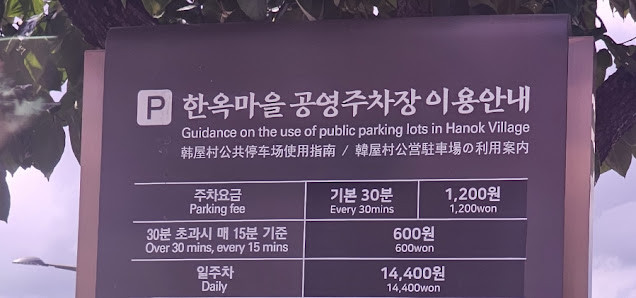 P 한옥마을 공영주차장 이용안내
Guidance on the use of public parking lots in Hanok Village
韩屋村公共停车场使用指南 / 韓屋村公営駐車場の利用案内
주차요금 기본 30분 1,200원
Parking fee Every 30mins 1,200won
30분 초과시 매 15분 기준 600원
Over 30 mins, every 15 mins 600won
일주차 14,400원
Daily 14,400won